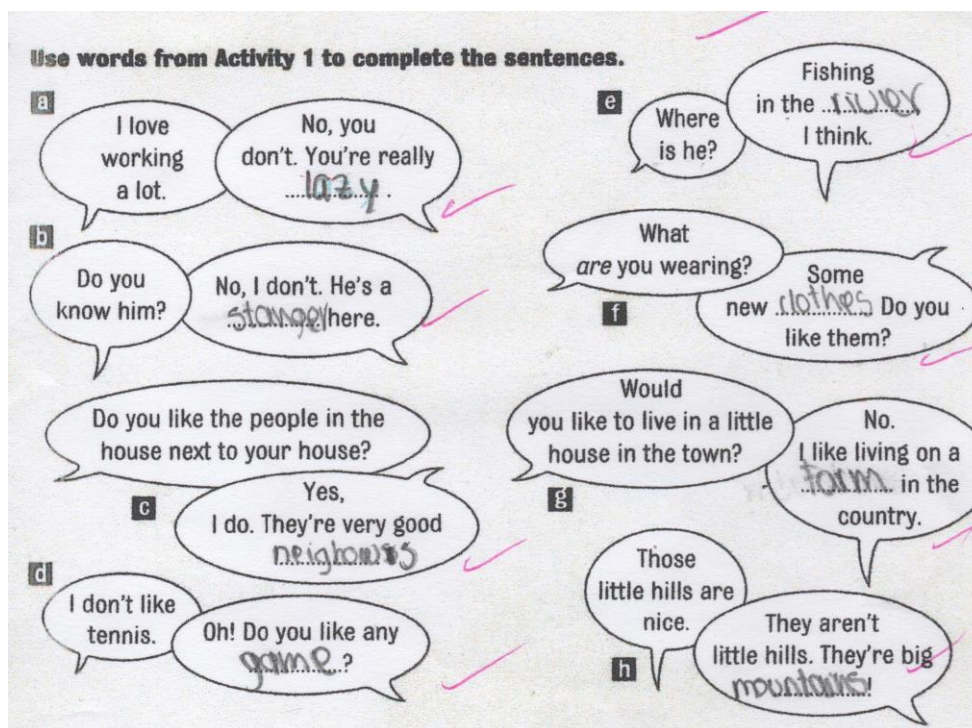 Use words from Activity 1 to complete the sentences.
a
I love
working
a lot.
No, you
don't. You're really
lazy .
b
Do you
know him?
No, I don't. He's a
stanger here.
Do you like the people in the
house next to your house?
c
Yes,
I do. They're very good
neighowrs
d
I don't like
tennis.
Oh! Do you like any
game ?
e
Where
is he?
Fishing
in the river
I think.
What
are you wearing?
f
Some
new clothes Do you
like them?
Would
you like to live in a little
house in the town?
g
No.
I like living on a
farm in the
country.
Those
little hills are
nice.
h
They aren't
little hills. They're big
mountains!